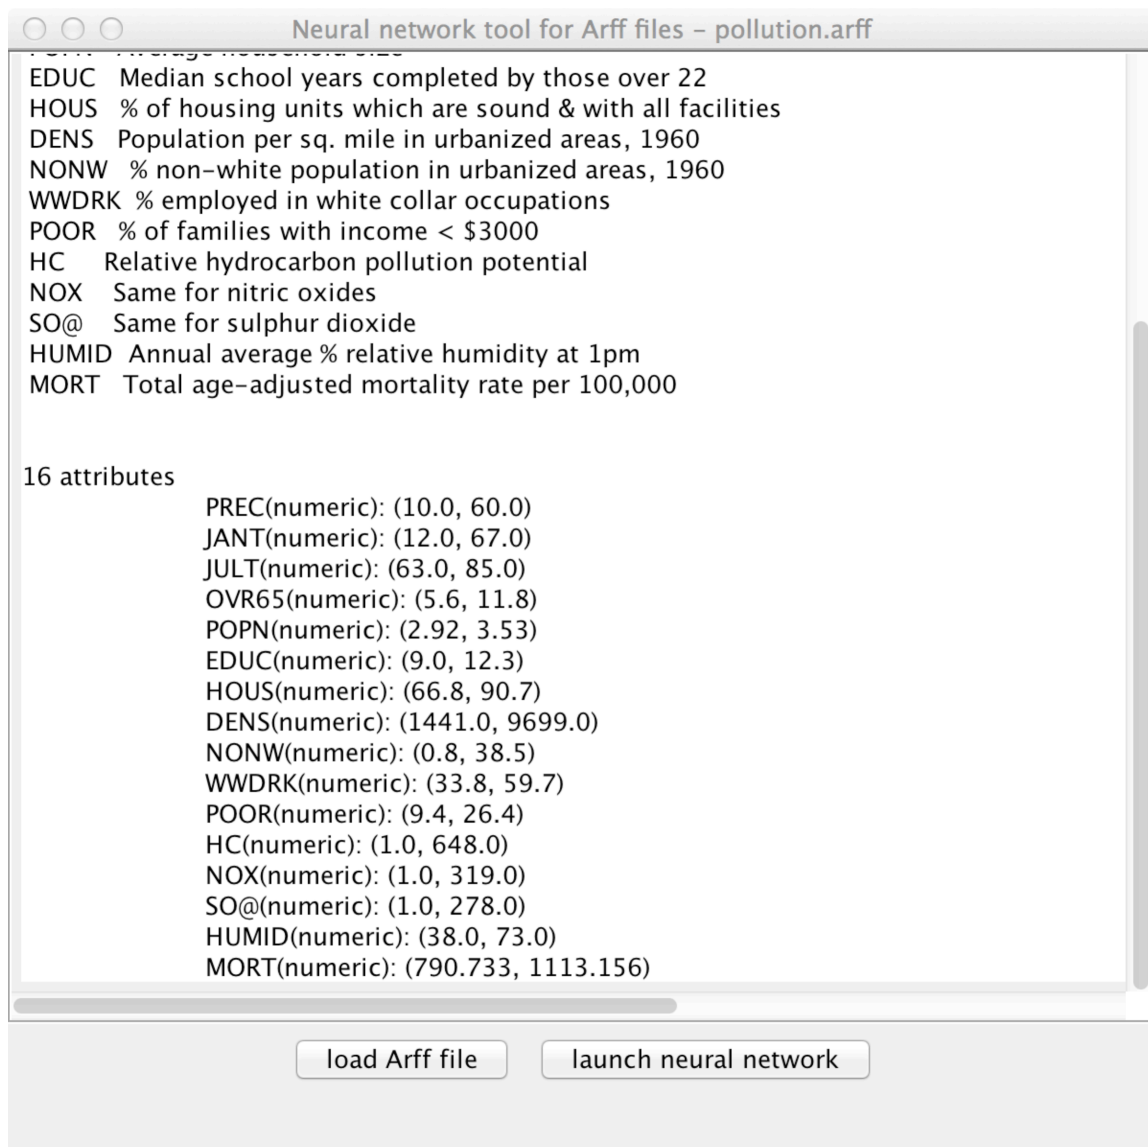 Neural network tool for Arff files – pollution.arff
POPN Average household size
EDUC Median school years completed by those over 22
HOUS % of housing units which are sound & with all facilities
DENS Population per sq. mile in urbanized areas, 1960
NONW % non-white population in urbanized areas, 1960
WWDRK % employed in white collar occupations
POOR % of families with income < $3000
HC Relative hydrocarbon pollution potential
NOX Same for nitric oxides
SO@ Same for sulphur dioxide
HUMID Annual average % relative humidity at 1pm
MORT Total age-adjusted mortality rate per 100,000
16 attributes
PREC(numeric): (10.0, 60.0)
JANT(numeric): (12.0, 67.0)
JULT(numeric): (63.0, 85.0)
OVR65(numeric): (5.6, 11.8)
POPN(numeric): (2.92, 3.53)
EDUC(numeric): (9.0, 12.3)
HOUS(numeric): (66.8, 90.7)
DENS(numeric): (1441.0, 9699.0)
NONW(numeric): (0.8, 38.5)
WWDRK(numeric): (33.8, 59.7)
POOR(numeric): (9.4, 26.4)
HC(numeric): (1.0, 648.0)
NOX(numeric): (1.0, 319.0)
SO@(numeric): (1.0, 278.0)
HUMID(numeric): (38.0, 73.0)
MORT(numeric): (790.733, 1113.156)
load Arff file
launch neural network